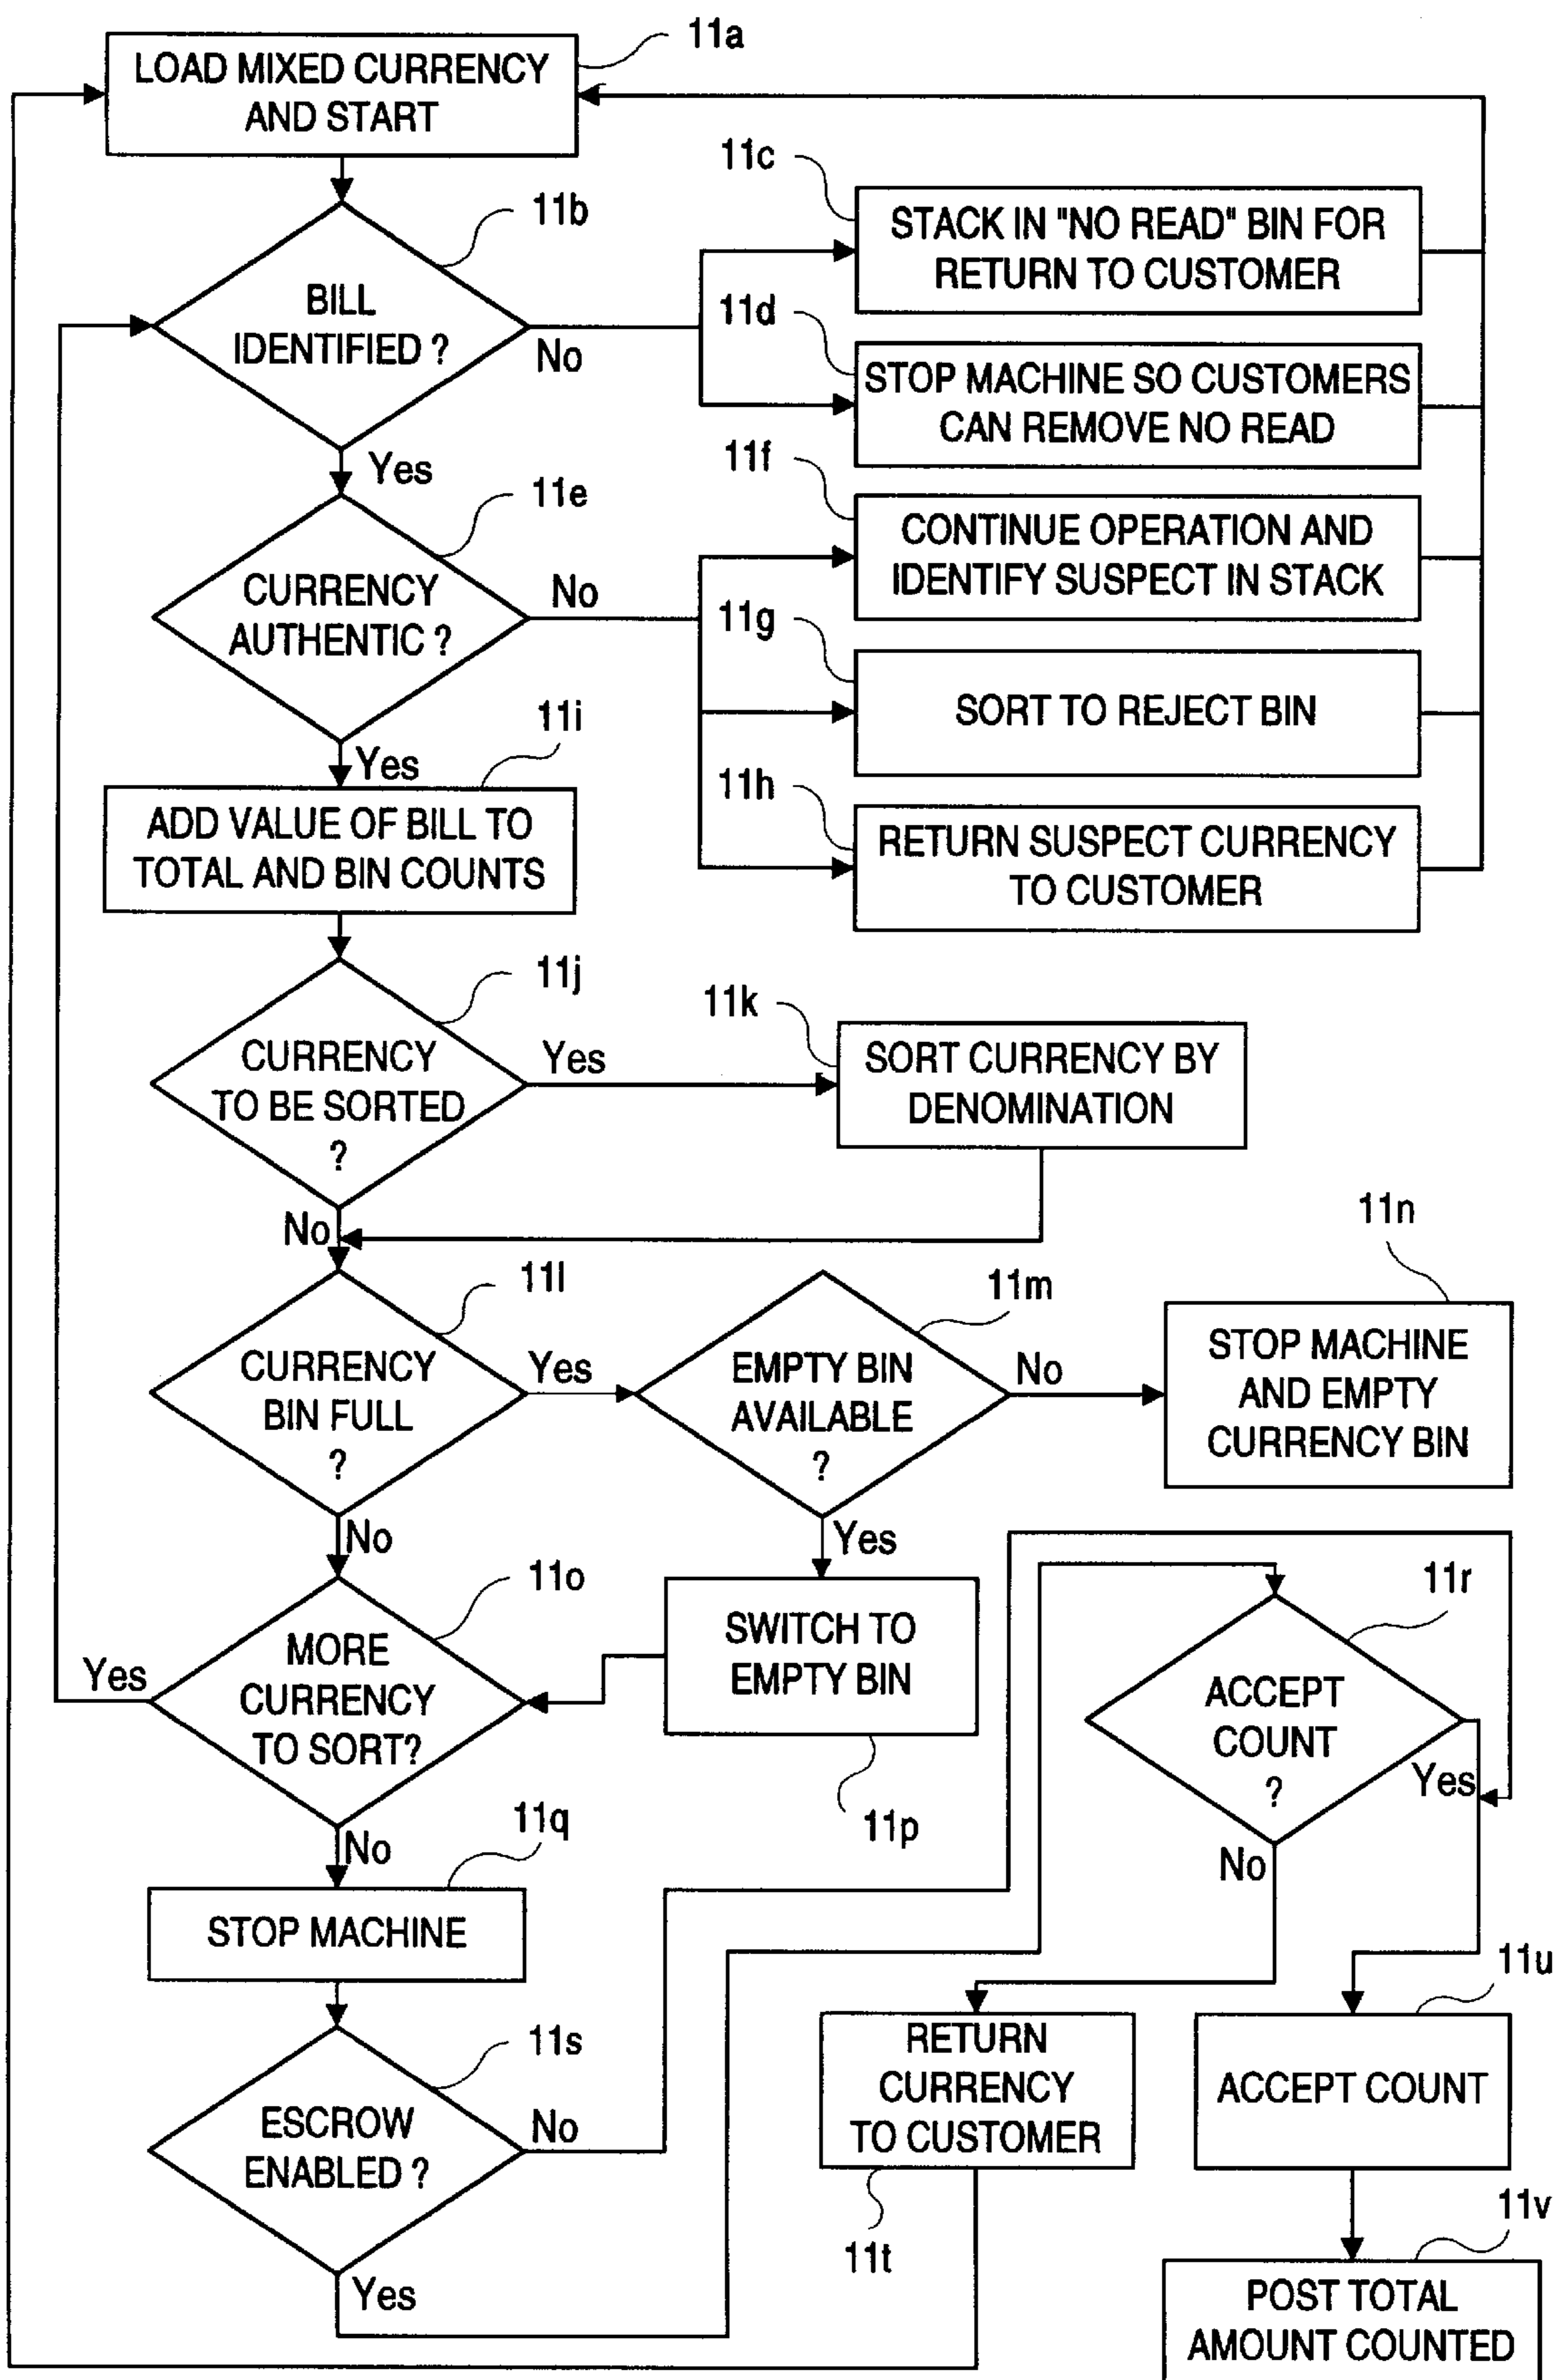 11a
LOAD MIXED CURRENCY
AND START
11b
BILL
IDENTIFIED ?
No
Yes
11c
STACK IN "NO READ" BIN FOR
RETURN TO CUSTOMER
11d
STOP MACHINE SO CUSTOMERS
CAN REMOVE NO READ
11e
CURRENCY
AUTHENTIC ?
No
Yes
11f
CONTINUE OPERATION AND
IDENTIFY SUSPECT IN STACK
11g
SORT TO REJECT BIN
11h
RETURN SUSPECT CURRENCY
TO CUSTOMER
11i
ADD VALUE OF BILL TO
TOTAL AND BIN COUNTS
11j
CURRENCY
TO BE SORTED
?
Yes
No
11k
SORT CURRENCY BY
DENOMINATION
11l
CURRENCY
BIN FULL
?
Yes
No
11m
EMPTY BIN
AVAILABLE
?
No
Yes
11n
STOP MACHINE
AND EMPTY
CURRENCY BIN
11o
MORE
CURRENCY
TO SORT?
Yes
No
SWITCH TO
EMPTY BIN
11p
11r
ACCEPT
COUNT
?
Yes
No
11q
STOP MACHINE
11s
ESCROW
ENABLED ?
No
Yes
RETURN
CURRENCY
TO CUSTOMER
11t
11u
ACCEPT COUNT
11v
POST TOTAL
AMOUNT COUNTED